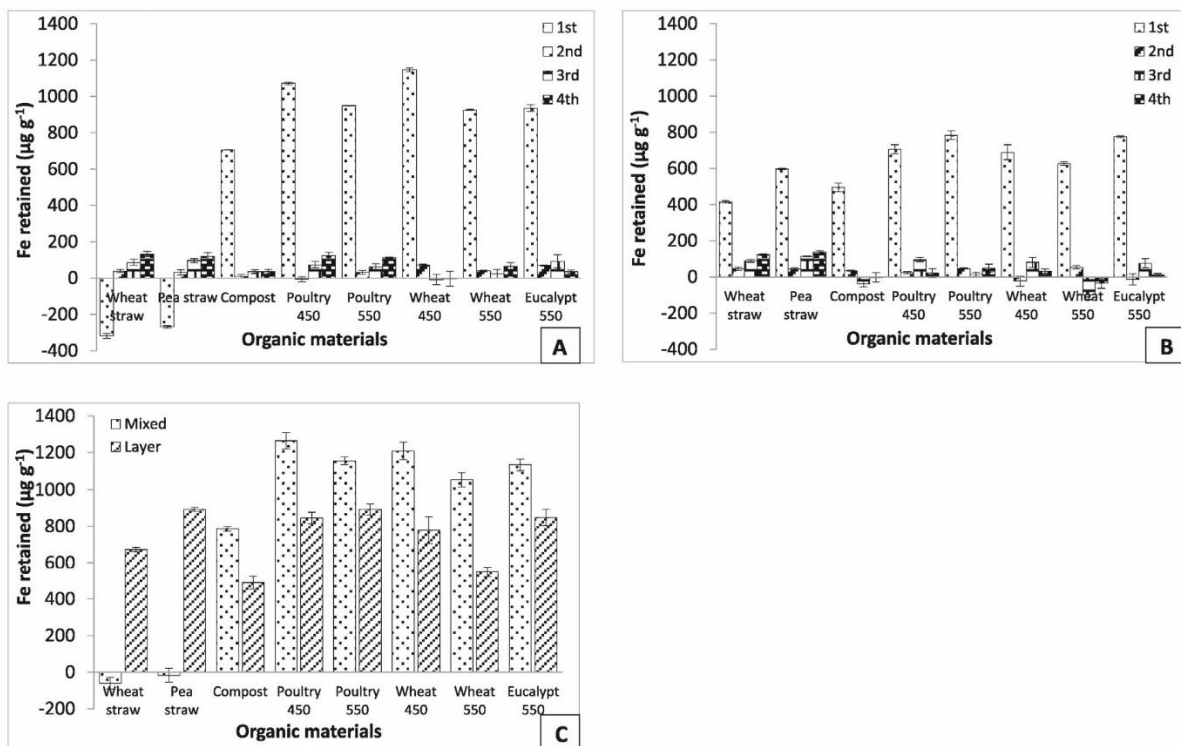 1400
1200
1000
800
600
400
200
0
-200
-400
Fe retained (µg g⁻¹)
1st
2nd
3rd
4th
Wheat straw
Pea straw
Compost
Poultry 450
Poultry 550
Wheat 450
Wheat 550
Eucalypt 550
Organic materials
A
1400
1200
1000
800
600
400
200
0
-200
-400
Fe retained (µg g⁻¹)
1st
2nd
3rd
4th
Wheat straw
Pea straw
Compost
Poultry 450
Poultry 550
Wheat 450
Wheat 550
Eucalypt 550
Organic materials
B
1400
1200
1000
800
600
400
200
0
-200
Fe retained (µg g⁻¹)
Mixed
Layer
Wheat straw
Pea straw
Compost
Poultry 450
Poultry 550
Wheat 450
Wheat 550
Eucalypt 550
Organic materials
C